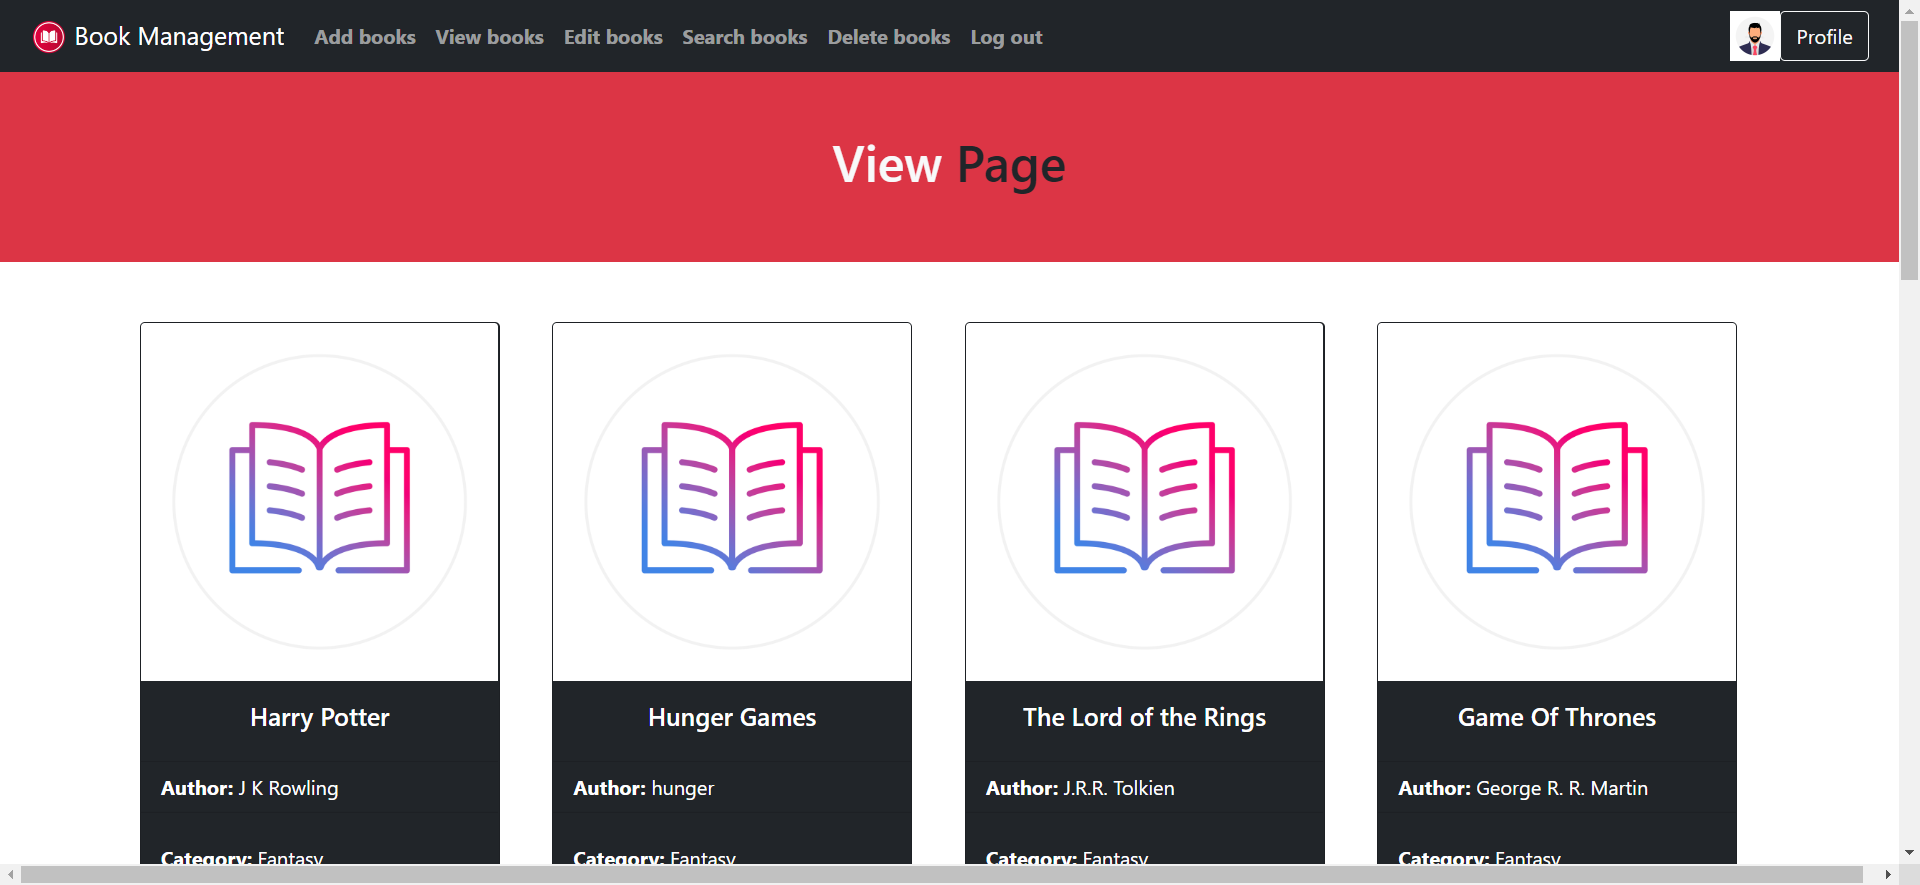 Book Management Add books View books Edit books Search books Delete books Log out Profile
View Page
Harry Potter Hunger Games The Lord of the Rings Game Of Thrones
Author: J K Rowling Author: hunger Author: J.R.R. Tolkien Author: George R. R. Martin
Category: Fantasy Category: Fantasy Category: Fantasy Category: Fantasy